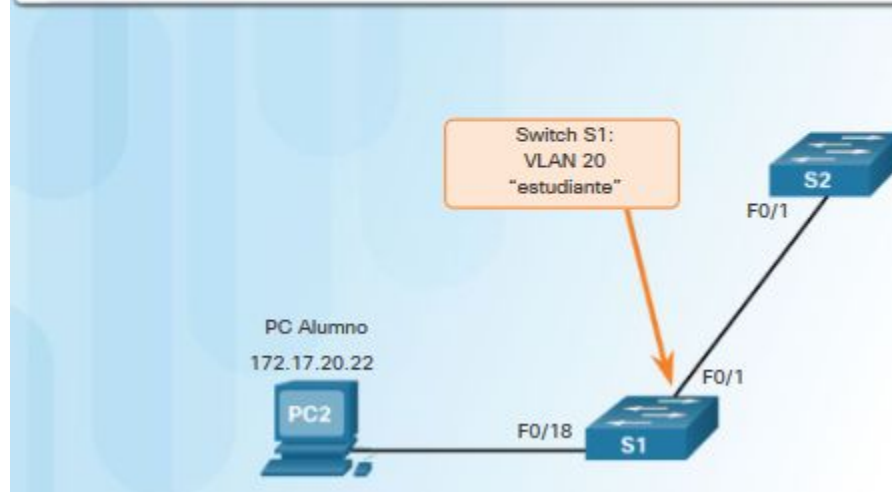 Switch S1:
VLAN 20
“estudiante”
S2
F0/1
PC Alumno
172.17.20.22
F0/1
PC2
F0/18
S1